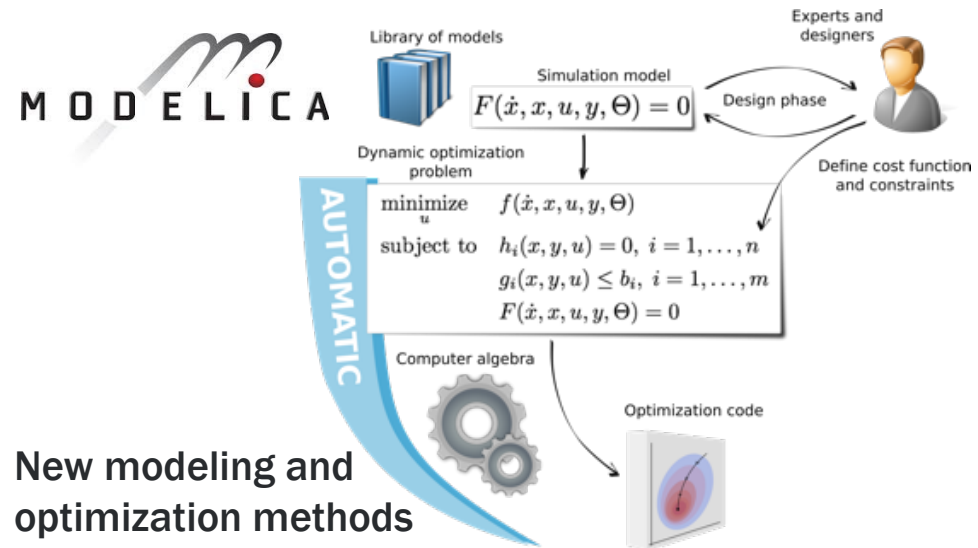 MODELICA
Library of models
Experts and
designers
Simulation model
F(ẋ, x, u, y, Θ) = 0
Design phase
Dynamic optimization
problem
Define cost function
and constraints
AUTOMATIC
minimize f(ẋ, x, u, y, Θ)
u
subject to hᵢ(x, y, u) = 0, i = 1, . . . , n
gᵢ(x, y, u) ≤ bᵢ, i = 1, . . . , m
F(ẋ, x, u, y, Θ) = 0
Computer algebra
Optimization code
New modeling and
optimization methods